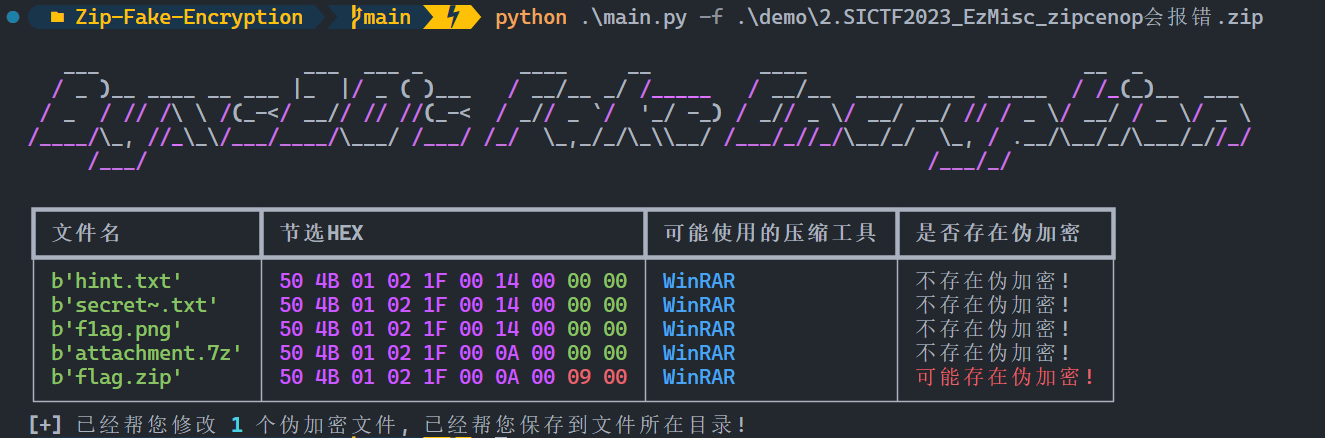 Zip-Fake-Encryption main python .\main.py -f .\demo\2.SICTF2023_EzMisc_zipcenop会报错.zip
Byxs20's Fake Encryption
文件名 节选HEX 可能使用的压缩工具 是否存在伪加密
b'hint.txt' 50 4B 01 02 1F 00 14 00 00 00 WinRAR 不存在伪加密!
b'secret~.txt' 50 4B 01 02 1F 00 14 00 00 00 WinRAR 不存在伪加密!
b'f1ag.png' 50 4B 01 02 1F 00 14 00 00 00 WinRAR 不存在伪加密!
b'attachment.7z' 50 4B 01 02 1F 00 0A 00 00 00 WinRAR 不存在伪加密!
b'flag.zip' 50 4B 01 02 1F 00 0A 00 09 00 WinRAR 可能存在伪加密!
[+] 已经帮您修改 1 个伪加密文件, 已经帮您保存到文件所在目录!